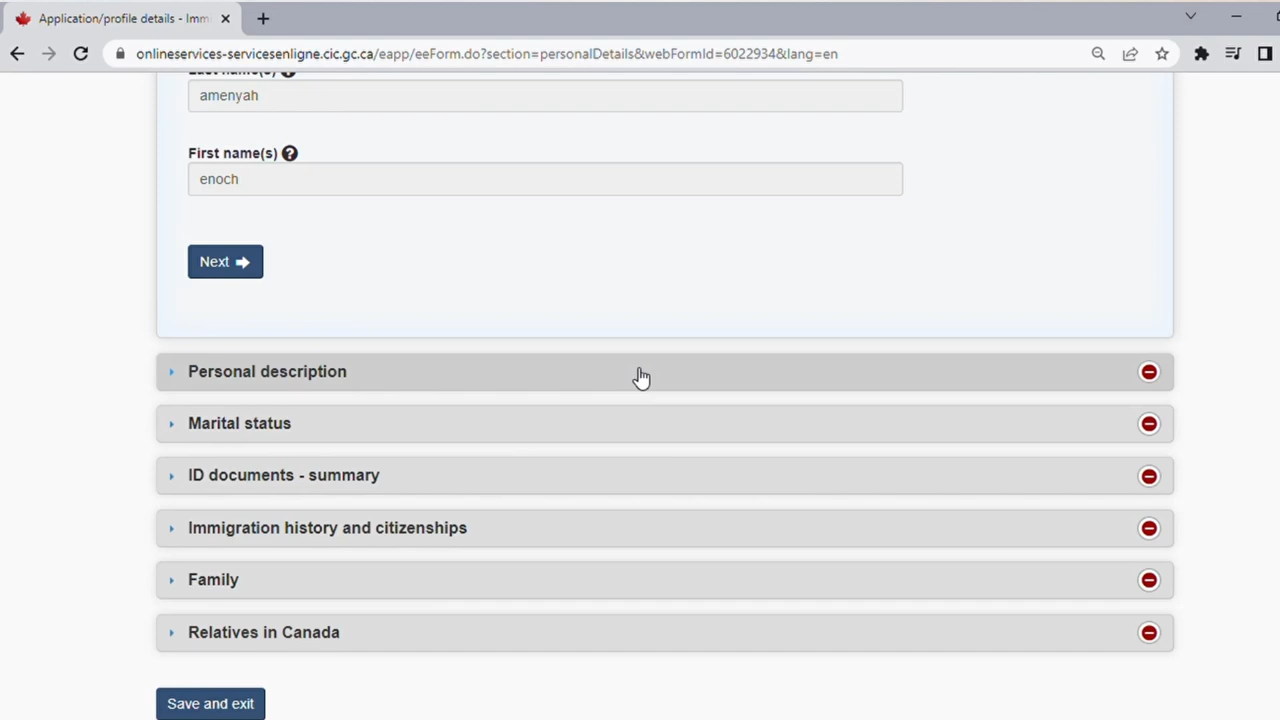 Application/profile details - Imm
onlineservices-servicesenligne.cic.gc.ca/eapp/eeForm.do?section=personalDetails&webFormId=6022934&lang=en
Last name(s)
amenyah
First name(s)
enoch
Next
Personal description
Marital status
ID documents - summary
Immigration history and citizenships
Family
Relatives in Canada
Save and exit